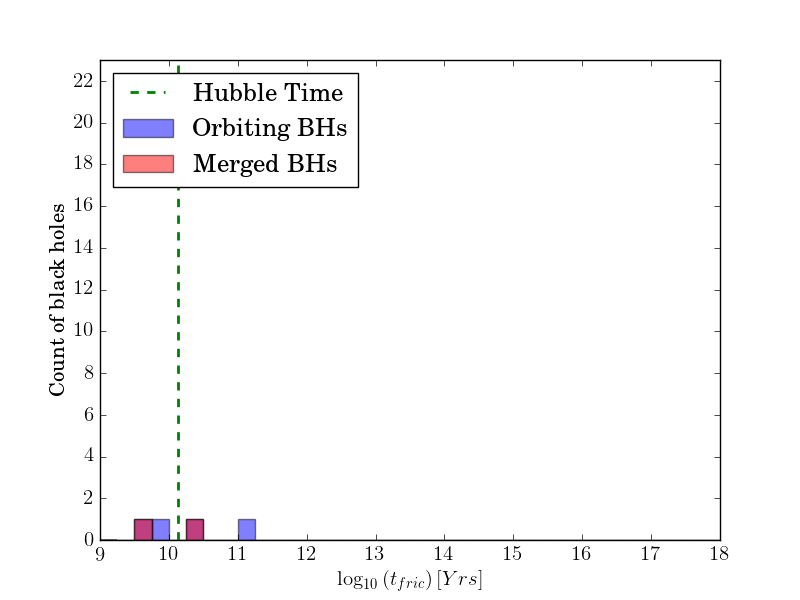 Hubble Time
Orbiting BHs
Merged BHs
Count of black holes
22
20
18
16
14
12
10
8
6
4
2
0
9 10 11 12 13 14 15 16 17 18
log₁₀ (t_fric) [Yrs]